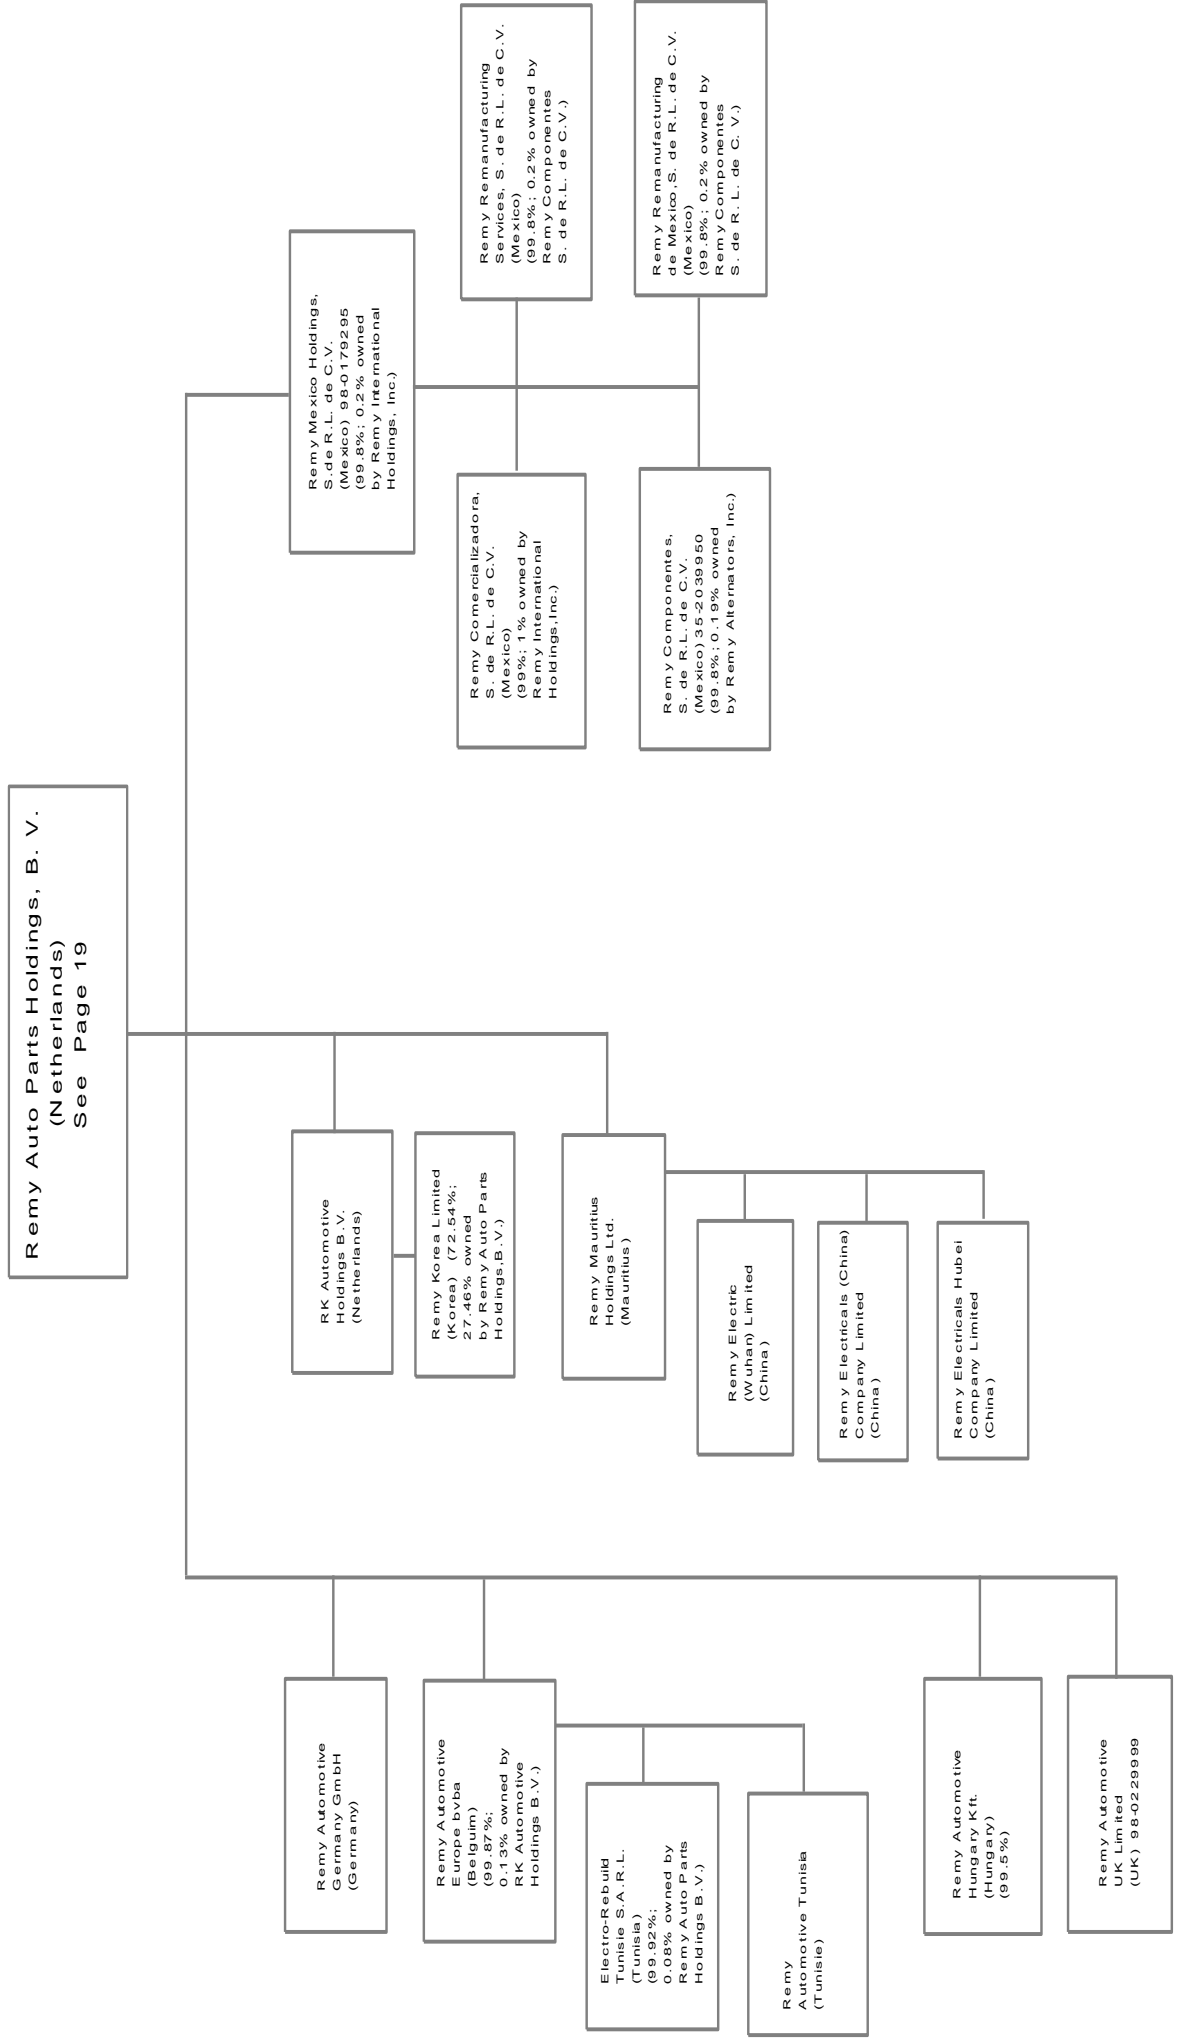 Remy Auto Parts Holdings, B. V.
(Netherlands)
See Page 19
Remy Automotive
Germany GmbH
(Germany)
Remy Automotive
Europe bvba
(Belguim)
(99.87%;
0.13% owned by
RK Automotive
Holdings B.V.)
Electro-Rebuild
Tunisie S.A.R.L.
(Tunisia)
(99.92%;
0.08% owned by
Remy Auto Parts
Holdings B.V.)
Remy
Automotive Tunisia
(Tunisie)
Remy Automotive
Hungary Kft.
(Hungary)
(99.5%)
Remy Automotive
UK Limited
(UK) 98-0229999
RK Automotive
Holdings B.V.
(Netherlands)
Remy Korea Limited
(Korea) (72.54%;
27.46% owned
by Remy Auto Parts
Holdings,B.V.)
Remy Mauritius
Holdings Ltd.
(Mauritius)
Remy Electric
(Wuhan) Limited
(China)
Remy Electricals (China)
Company Limited
(China)
Remy Electricals Hubei
Company Limited
(China)
Remy Mexico Holdings,
S.de R.L. de C.V.
(Mexico) 98-0179295
(99.8%; 0.2% owned
by Remy International
Holdings, Inc.)
Remy Comercializadora,
S. de R.L. de C.V.
(Mexico)
(99%; 1% owned by
Remy International
Holdings,Inc.)
Remy Remanufacturing
Services, S. de R.L. de C.V.
(Mexico)
(99.8%; 0.2% owned by
Remy Componentes
S. de R.L. de C.V.)
Remy Componentes,
S. de R.L. de C.V.
(Mexico) 35-2039950
(99.8%; 0.19% owned
by Remy Alternators, Inc.)
Remy Remanufacturing
de Mexico,S. de R.L. de C.V.
(Mexico)
(99.8%; 0.2% owned by
Remy Componentes
S. de R. L. de C. V.)